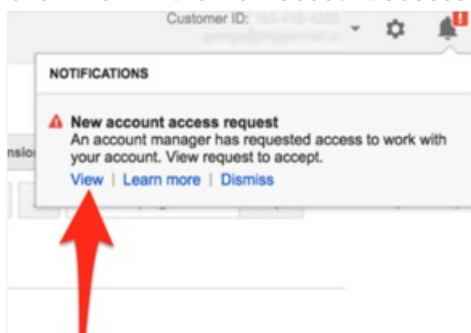 Customer ID:
NOTIFICATIONS
New account access request
An account manager has requested access to work with
your account. View request to accept.
View | Learn more | Dismiss